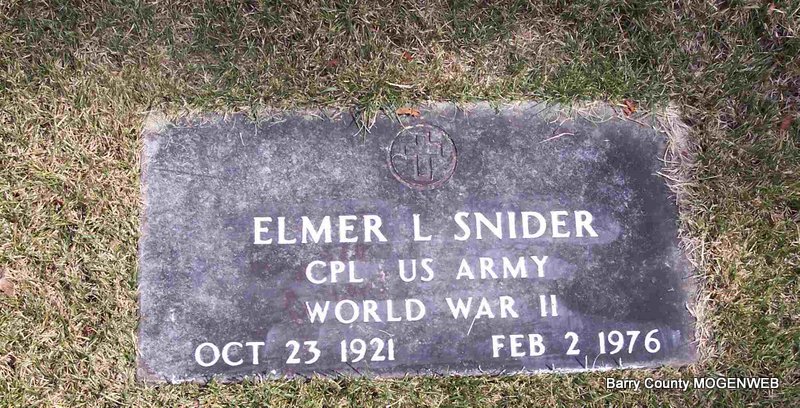 ELMER L SNIDER
CPL US ARMY
WORLD WAR II
OCT 23 1921 FEB 2 1976
Barry County MOGENWEB